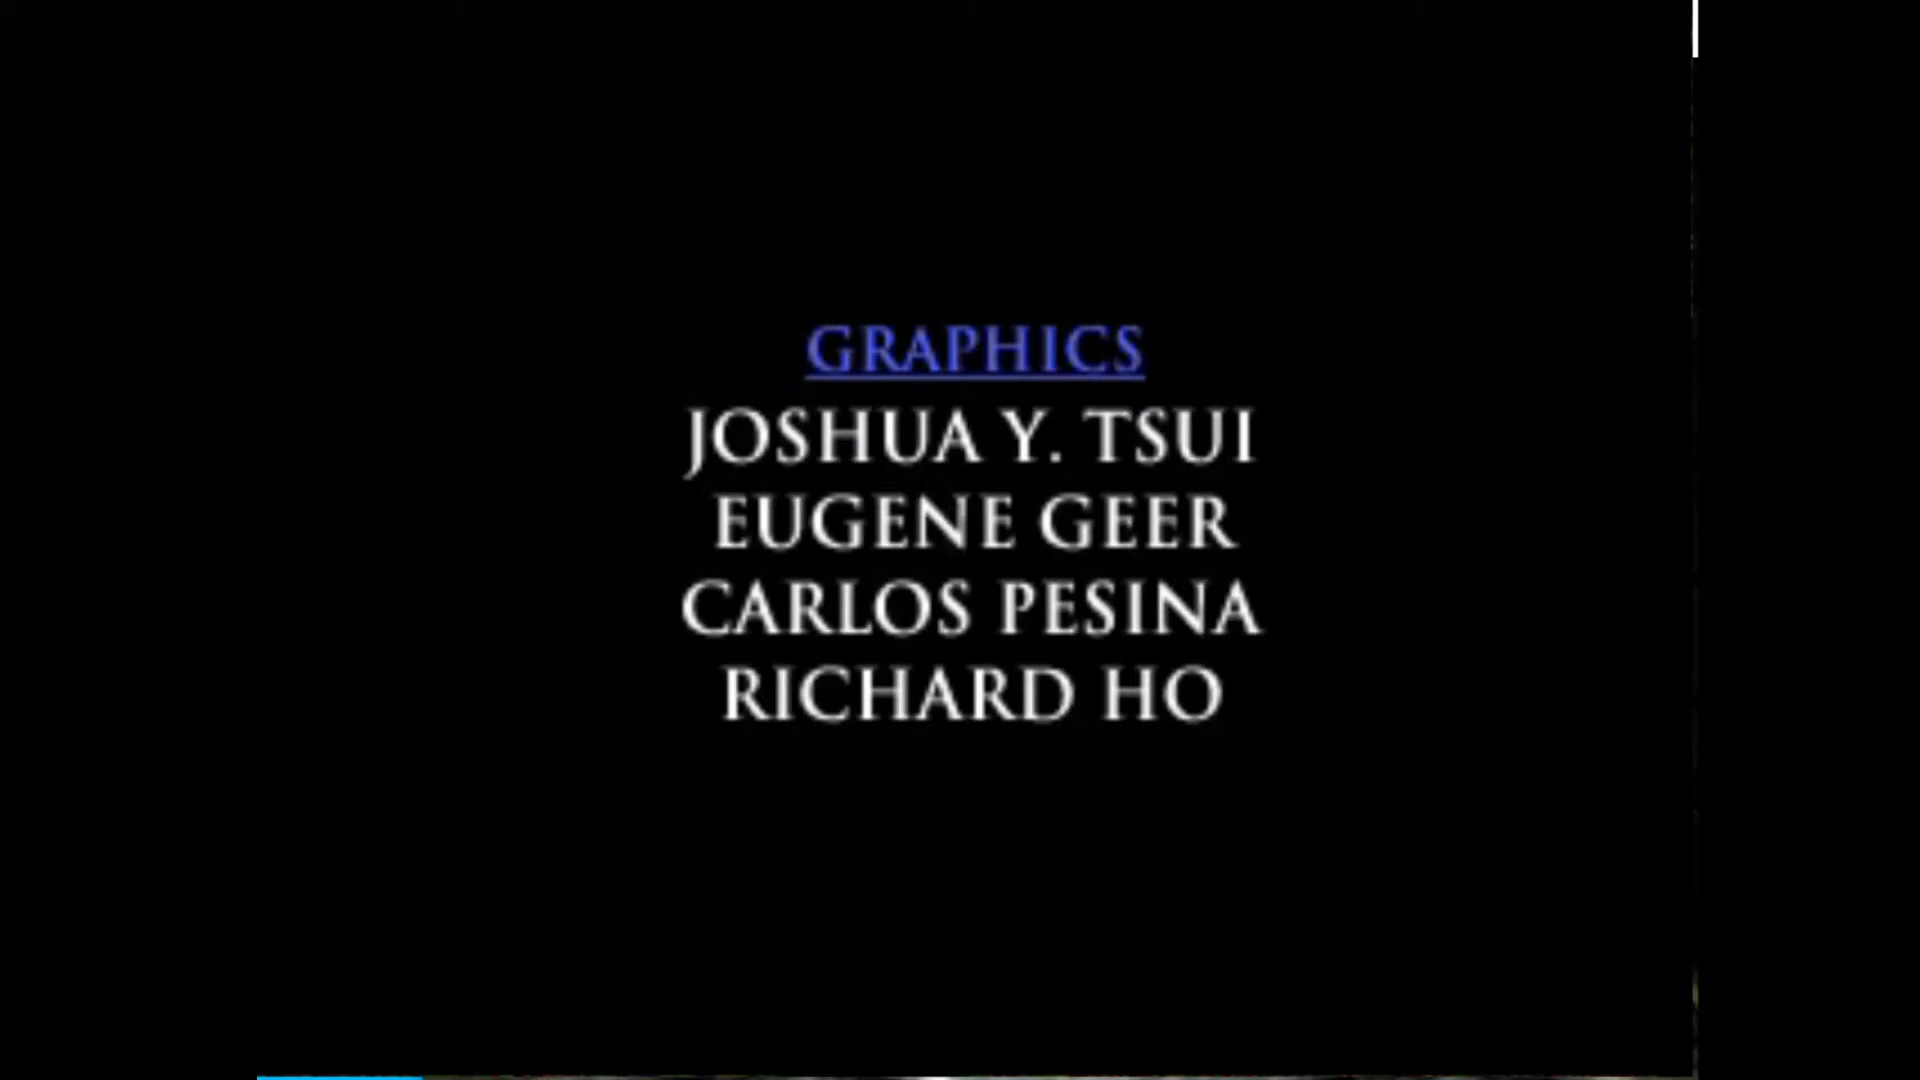 GRAPHICS
JOSHUA Y. TSUI
EUGENE GEER
CARLOS PESINA
RICHARD HO